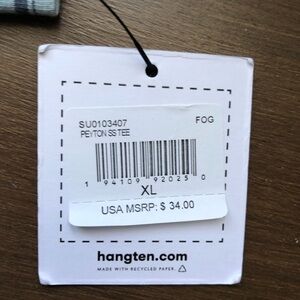 SU0103407 FOG
PEYTON SS TEE
1 94109 92025 0
XL
USA MSRP: $ 34.00
hangten.com
MADE WITH RECYCLED PAPER.